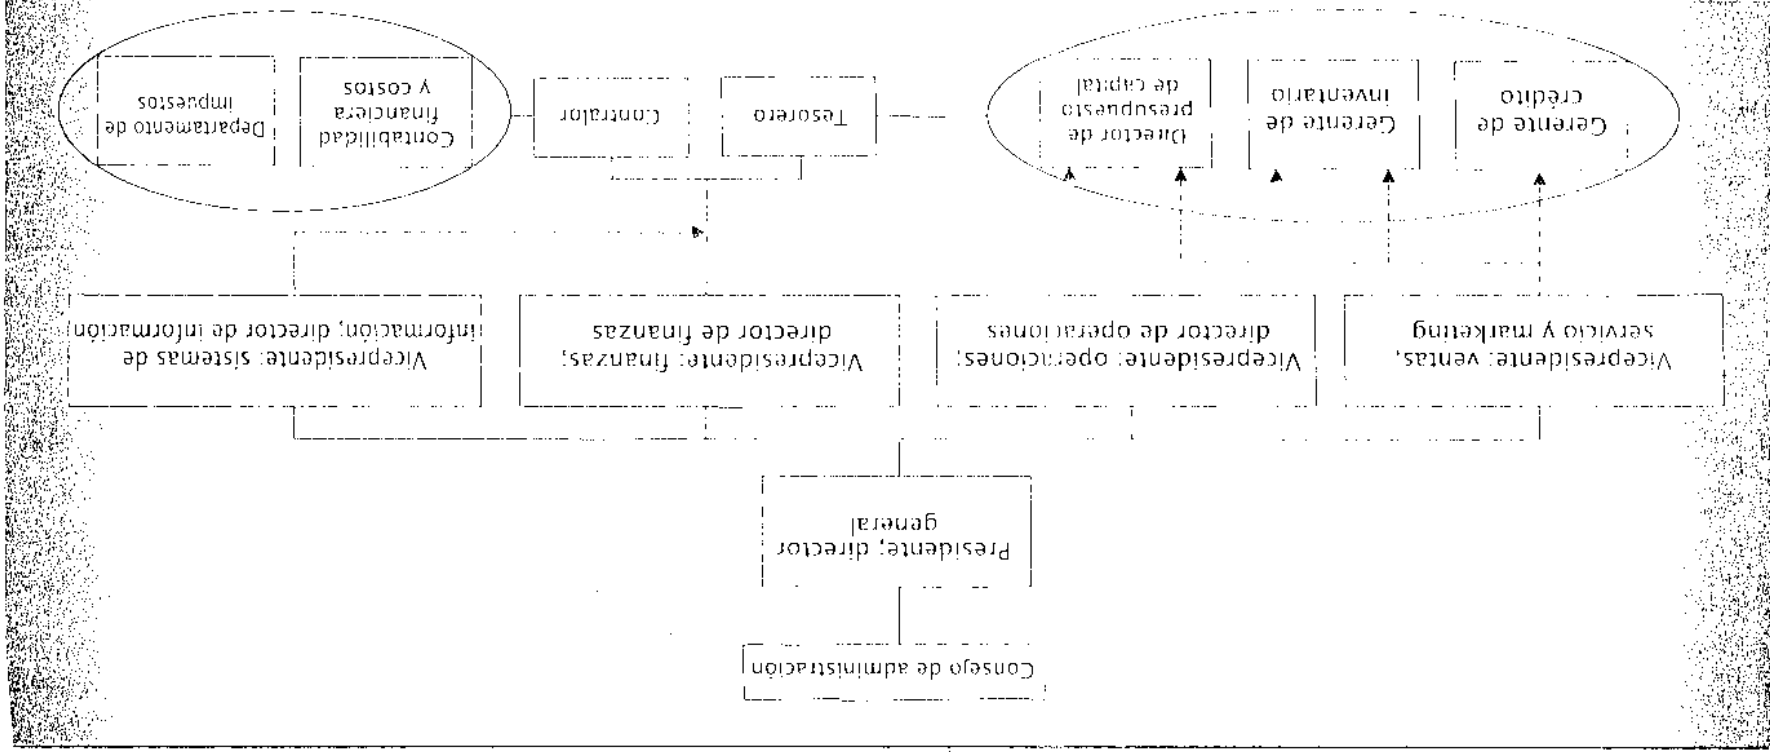 Consejo de administración
Presidente; director
general
Vicepresidente: ventas,
servicio y marketing
Vicepresidente: operaciones;
director de operaciones
Vicepresidente: finanzas;
director de finanzas
Vicepresidente: sistemas de
información; director de información
Gerente de
crédito
Gerente de
inventario
Director de
presupuesto
de capital
Tesorero
Contralor
Contabilidad
financiera
y costos
Departamento de
impuestos